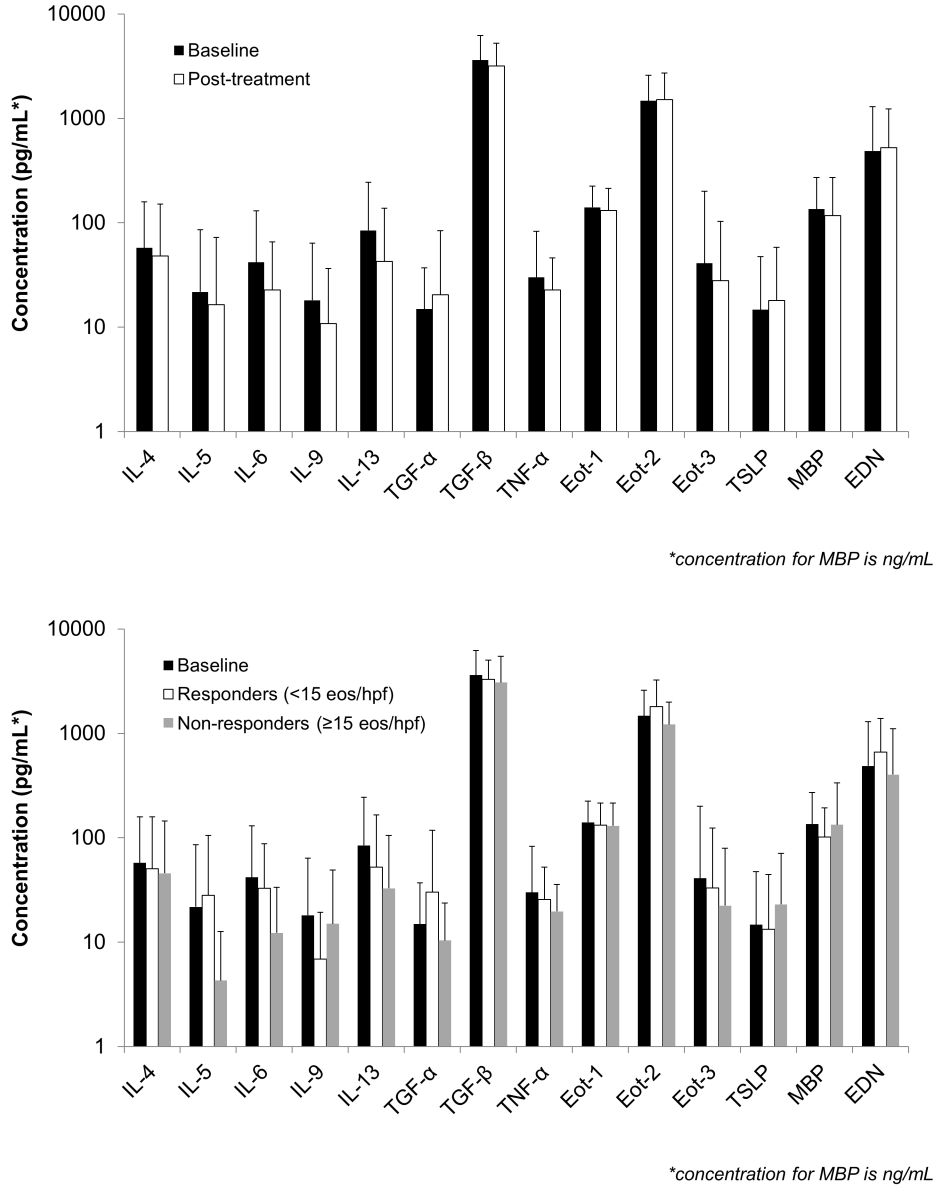 10000
1000
100
10
1
Concentration (pg/mL*)
Baseline
Post-treatment
IL-4
IL-5
IL-6
IL-9
IL-13
TGF-α
TGF-β
TNF-α
Eot-1
Eot-2
Eot-3
TSLP
MBP
EDN
*concentration for MBP is ng/mL
10000
1000
100
10
1
Concentration (pg/mL*)
Baseline
Responders (<15 eos/hpf)
Non-responders (≥15 eos/hpf)
IL-4
IL-5
IL-6
IL-9
IL-13
TGF-α
TGF-β
TNF-α
Eot-1
Eot-2
Eot-3
TSLP
MBP
EDN
*concentration for MBP is ng/mL